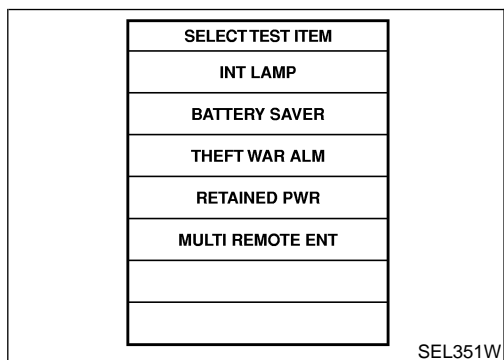 SELECT TEST ITEM
INT LAMP
BATTERY SAVER
THEFT WAR ALM
RETAINED PWR
MULTI REMOTE ENT
SEL351W